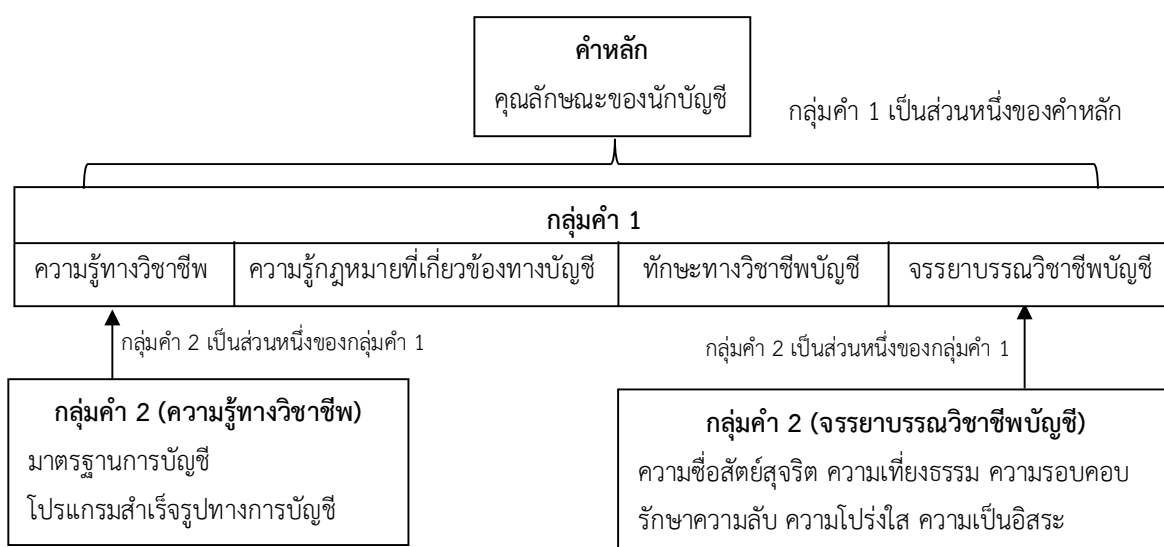 คำหลัก
คุณลักษณะของนักบัญชี
กลุ่มคำ 1 เป็นส่วนหนึ่งของคำหลัก
กลุ่มคำ 1
ความรู้ทางวิชาชีพ ความรู้กฎหมายที่เกี่ยวข้องทางบัญชี ทักษะทางวิชาชีพบัญชี จรรยาบรรณวิชาชีพบัญชี
กลุ่มคำ 2 เป็นส่วนหนึ่งของกลุ่มคำ 1
กลุ่มคำ 2 เป็นส่วนหนึ่งของกลุ่มคำ 1
กลุ่มคำ 2 (ความรู้ทางวิชาชีพ)
มาตรฐานการบัญชี
โปรแกรมสำเร็จรูปทางการบัญชี
กลุ่มคำ 2 (จรรยาบรรณวิชาชีพบัญชี)
ความซื่อสัตย์สุจริต ความเที่ยงธรรม ความรอบคอบ
รักษาความลับ ความโปร่งใส ความเป็นอิสระ